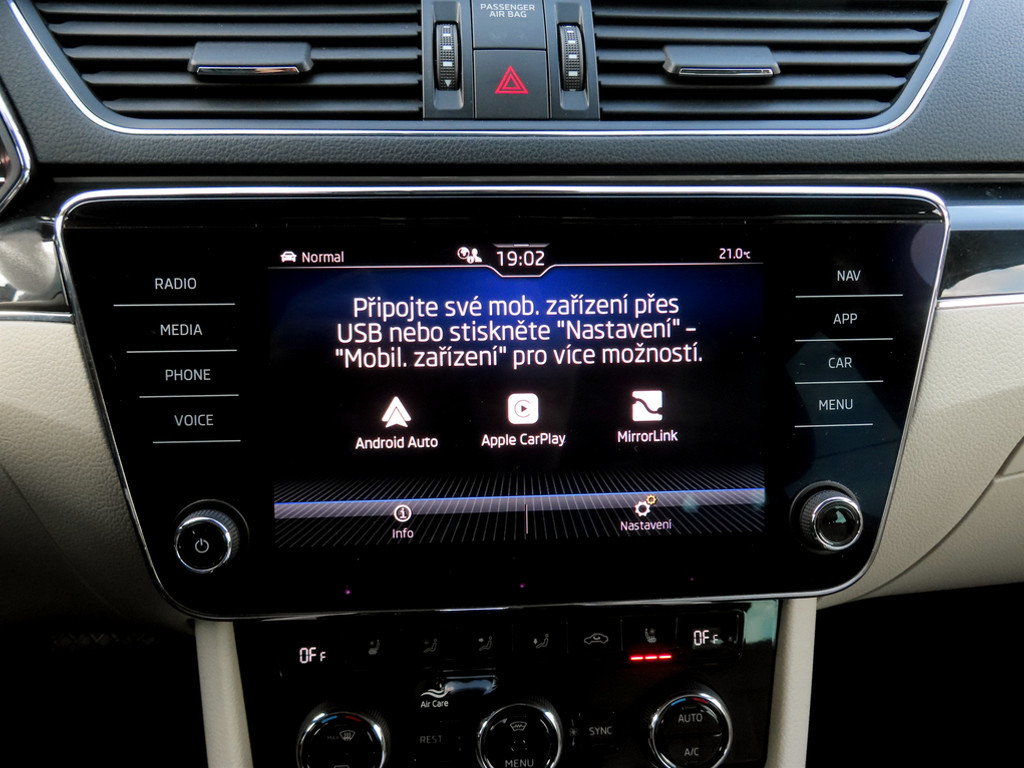 PASSENGER
AIR BAG
Normal
19:02
21.0°C
RADIO
MEDIA
PHONE
VOICE
Připojte své mob. zařízení přes
USB nebo stiskněte "Nastavení" –
"Mobil. zařízení" pro více možností.
Android Auto
Apple CarPlay
MirrorLink
Info
Nastavení
NAV
APP
CAR
MENU
OFF
OFF
Air Care
REST
MENU
SYNC
AUTO
A/C